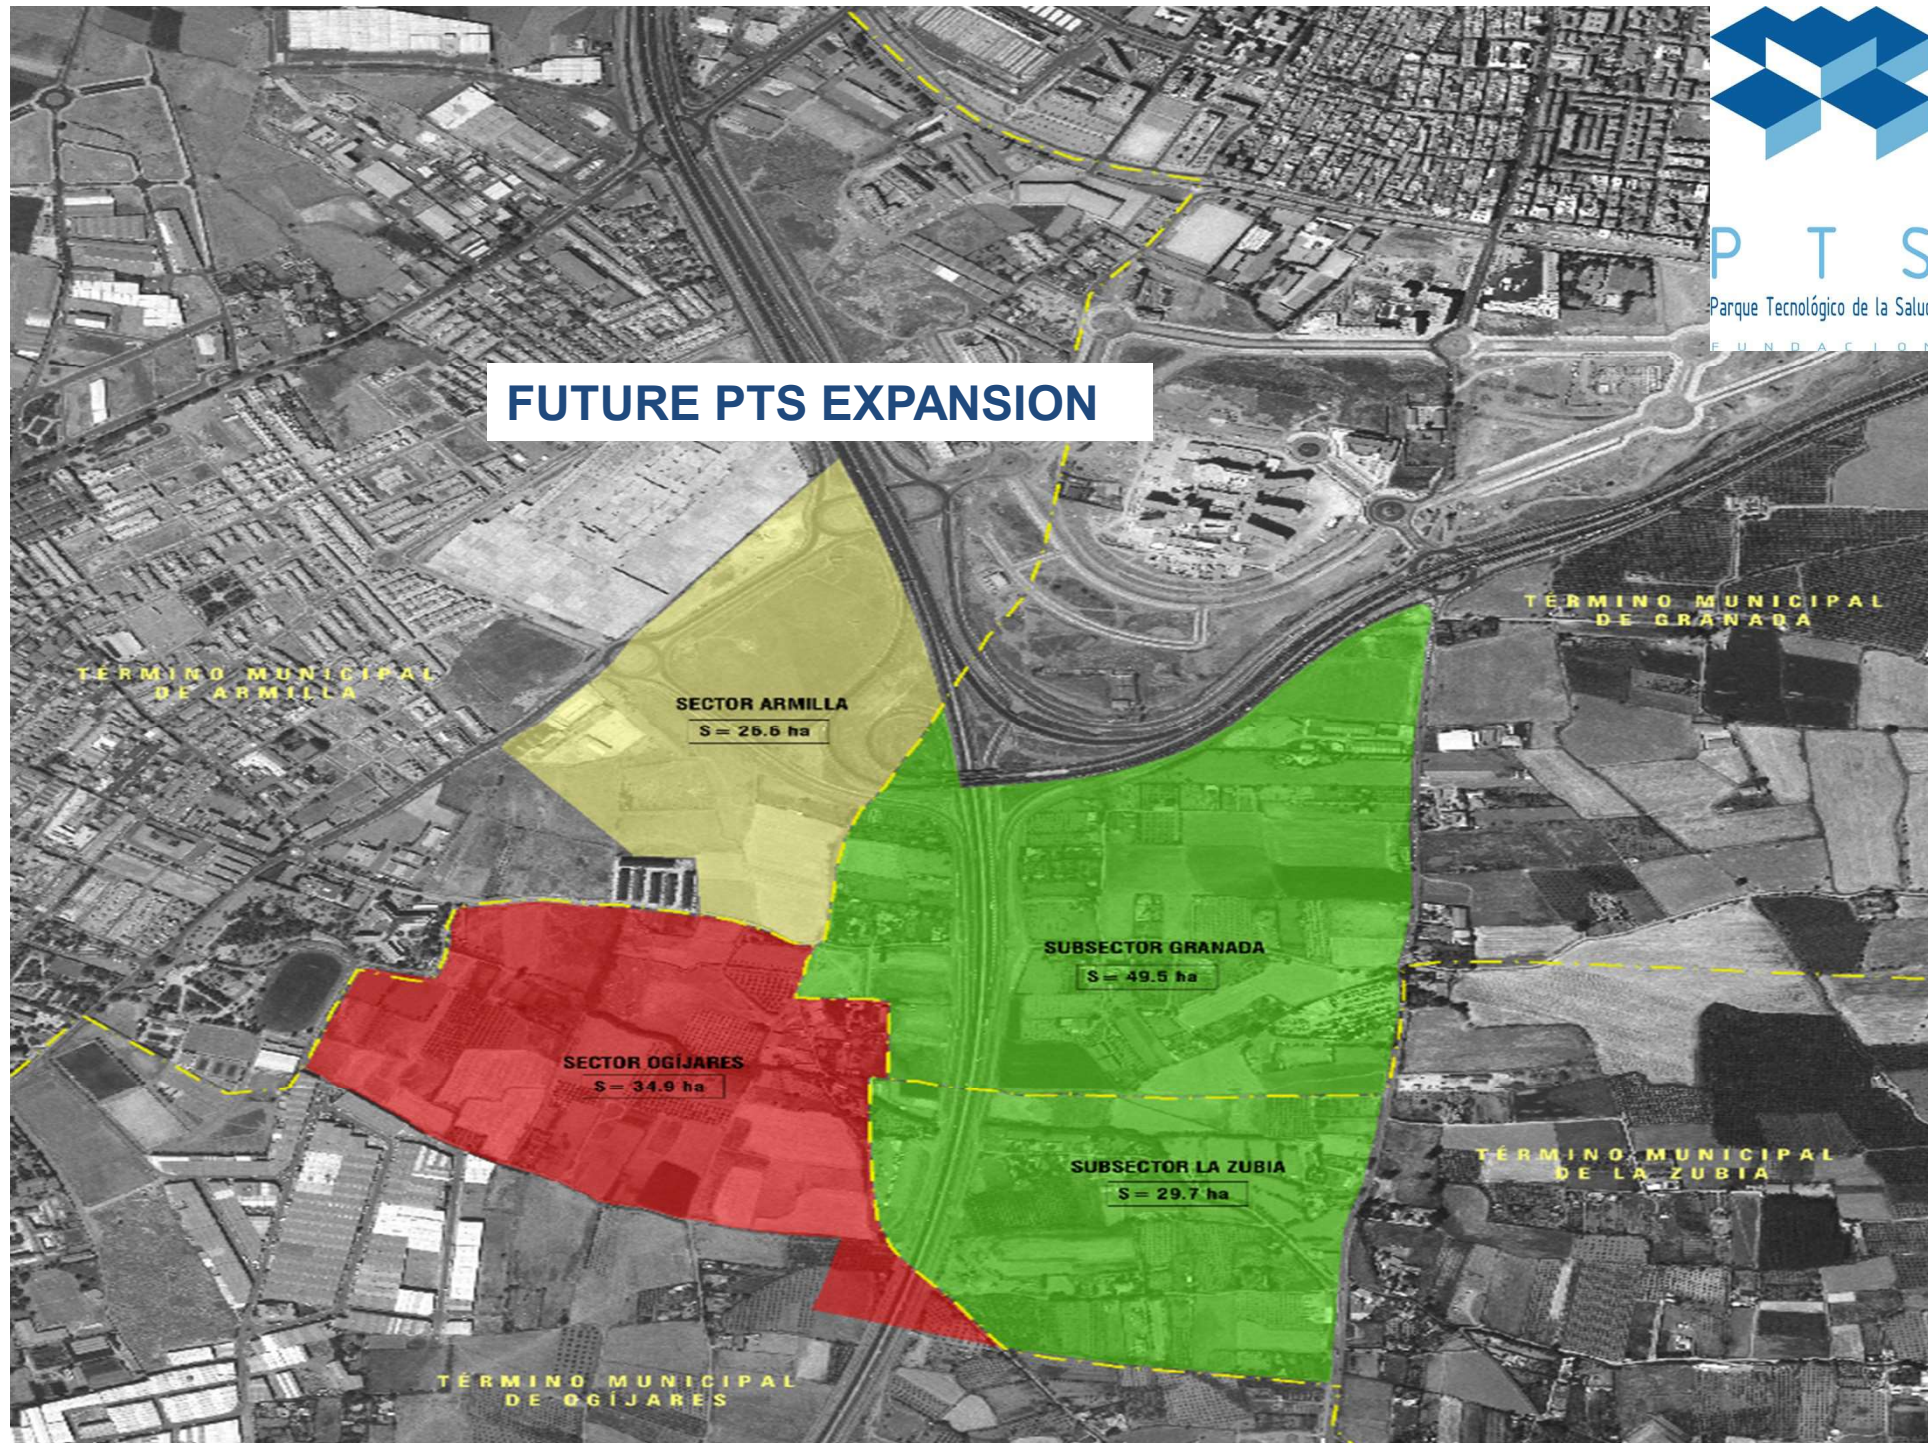 P T S
Parque Tecnológico de la Salud
FUNDACION
FUTURE PTS EXPANSION
TÉRMINO MUNICIPAL
DE GRANADA
TÉRMINO MUNICIPAL
DE ARMILLA
SECTOR ARMILLA
S = 25.5 ha
SUBSECTOR GRANADA
S = 49.5 ha
SECTOR OGÍJARES
S = 34.9 ha
SUBSECTOR LA ZUBIA
S = 29.7 ha
TÉRMINO MUNICIPAL
DE LA ZUBIA
TÉRMINO MUNICIPAL
DE OGÍJARES